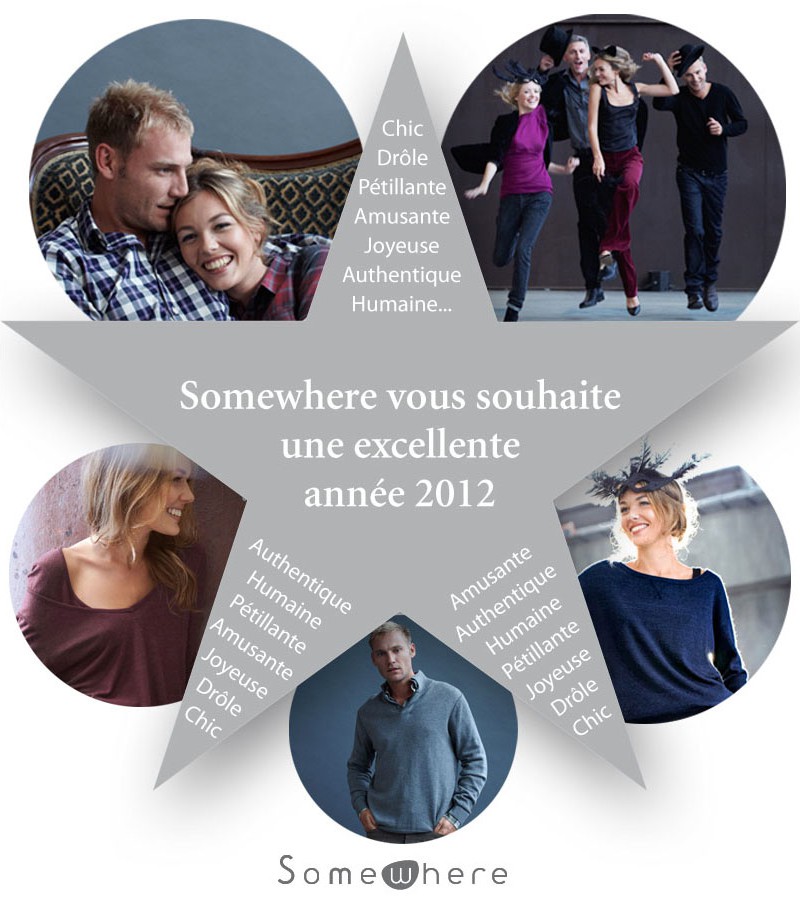 Chic
Drôle
Pétillante
Amusante
Joyeuse
Authentique
Humaine...
Somewhere vous souhaite
une excellente
année 2012
Authentique
Humaine
Pétillante
Amusante
Joyeuse
Drôle
Chic
Amusante
Authentique
Humaine
Pétillante
Joyeuse
Drôle
Chic
Somewhere